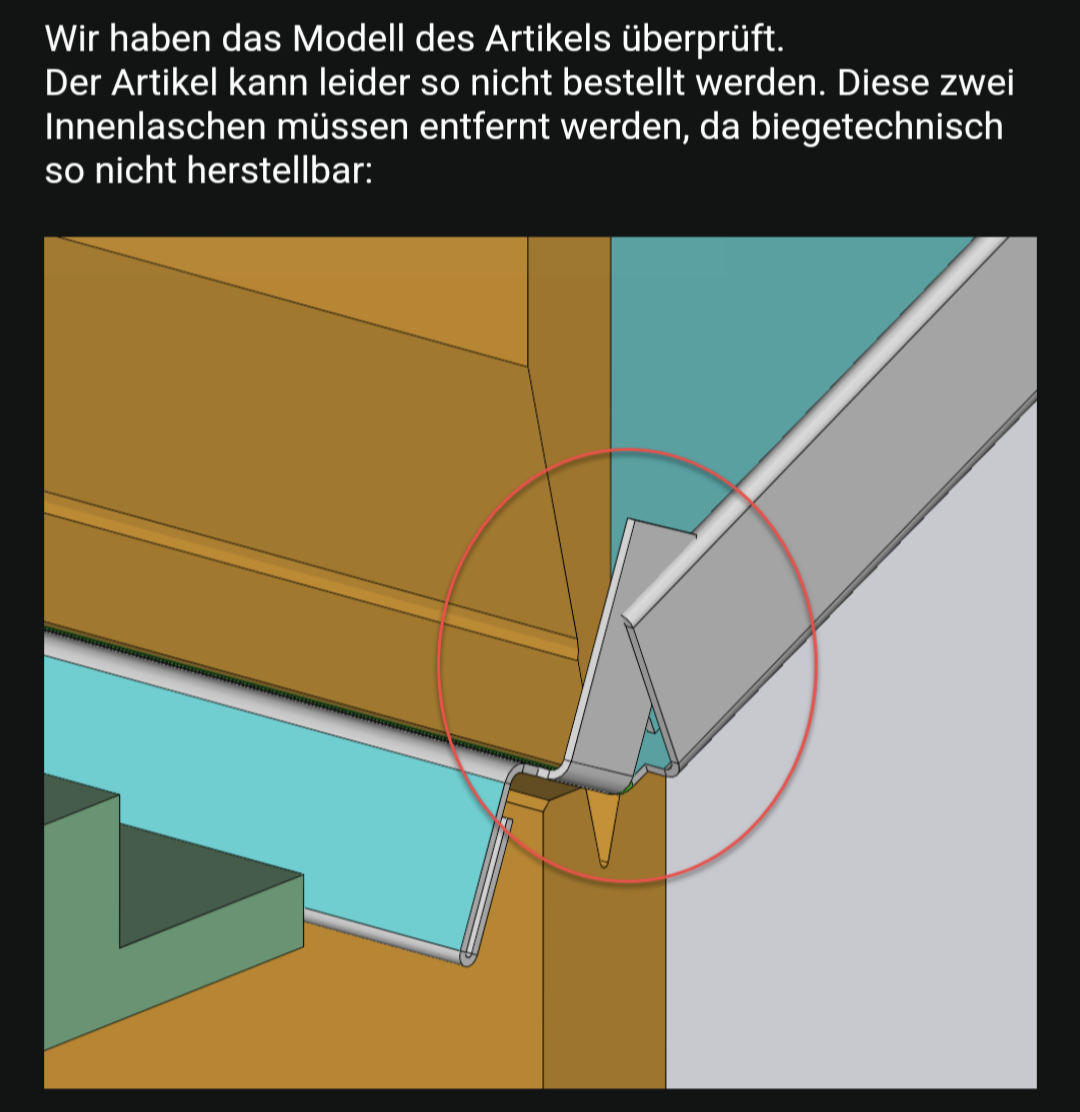 Wir haben das Modell des Artikels überprüft.
Der Artikel kann leider so nicht bestellt werden. Diese zwei
Innenlaschen müssen entfernt werden, da biegetechnisch
so nicht herstellbar: